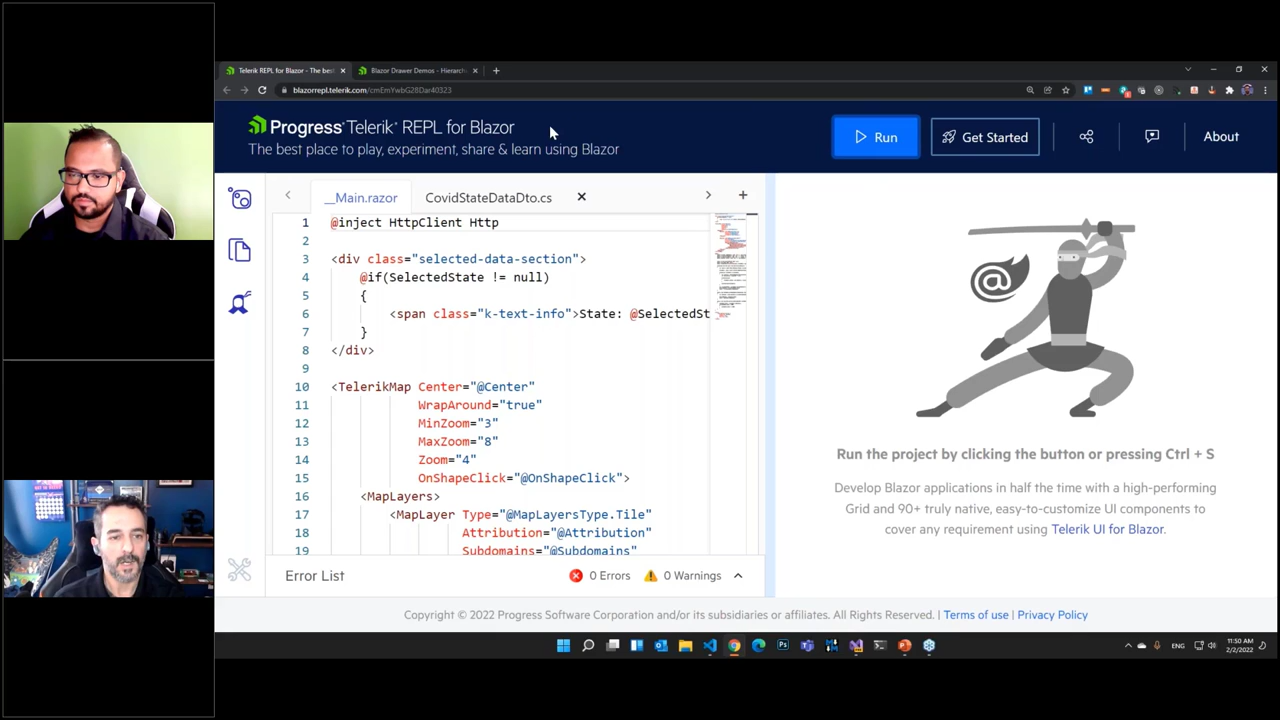 Telerik REPL for Blazor - The best
Blazor Drawer Demos - Hierarch
blazorrepl.telerik.com/cmEmYwbG28Dar40323
Progress Telerik REPL for Blazor
The best place to play, experiment, share & learn using Blazor
Run
Get Started
About
__Main.razor
CovidStateDataDto.cs
1 @inject HttpClient Http
2
3 <div class="selected-data-section">
4 @if(SelectedState != null)
5 {
6 <span class="k-text-info">State: @SelectedSt
7 }
8 </div>
9
10 <TelerikMap Center="@Center"
11 WrapAround="true"
12 MinZoom="3"
13 MaxZoom="8"
14 Zoom="4"
15 OnShapeClick="@OnShapeClick">
16 <MapLayers>
17 <MapLayer Type="@MapLayersType.Tile"
18 Attribution="@Attribution"
19 Subdomains="@Subdomains"
Error List
0 Errors
0 Warnings
@
Run the project by clicking the button or pressing Ctrl + S
Develop Blazor applications in half the time with a high-performing
Grid and 90+ truly native, easy-to-customize UI components to
cover any requirement using Telerik UI for Blazor.
Copyright © 2022 Progress Software Corporation and/or its subsidiaries or affiliates. All Rights Reserved. | Terms of use | Privacy Policy
ENG
11:50 AM
2/2/2022